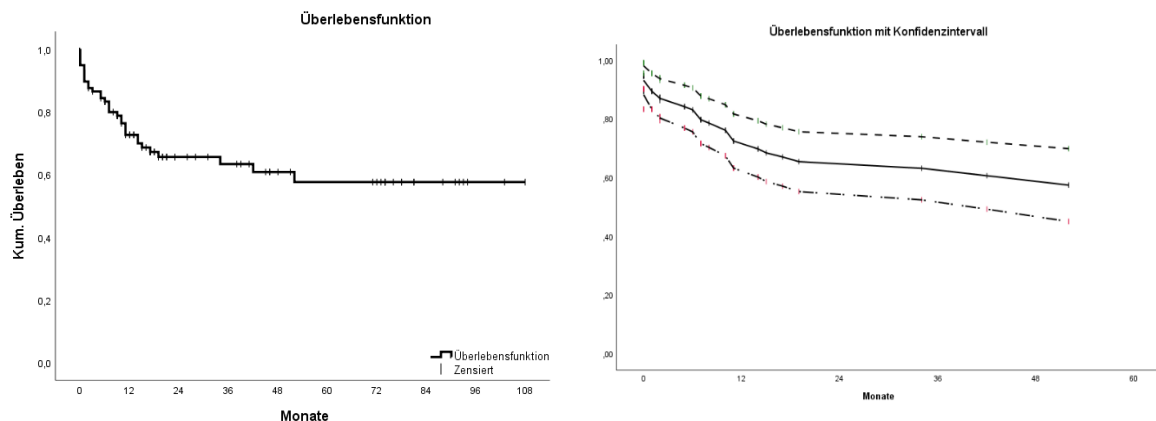 Überlebensfunktion
Kum. Überleben
1,0
0,8
0,6
0,4
0,2
0,0
Überlebensfunktion
Zensiert
0 12 24 36 48 60 72 84 96 108
Monate
Überlebensfunktion mit Konfidenzintervall
1,00
,80
,60
,40
,20
,00
0 12 24 36 48 60
Monate